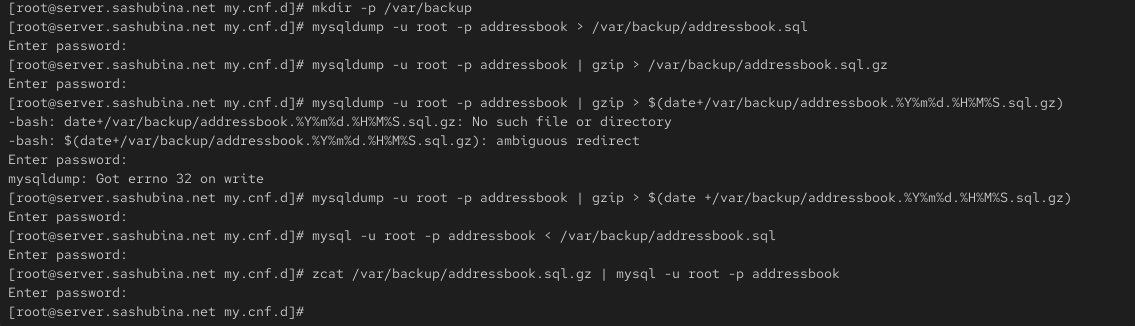 [root@server.sashubina.net my.cnf.d]# mkdir -p /var/backup
[root@server.sashubina.net my.cnf.d]# mysqldump -u root -p addressbook > /var/backup/addressbook.sql
Enter password:
[root@server.sashubina.net my.cnf.d]# mysqldump -u root -p addressbook | gzip > /var/backup/addressbook.sql.gz
Enter password:
[root@server.sashubina.net my.cnf.d]# mysqldump -u root -p addressbook | gzip > $(date+/var/backup/addressbook.%Y%m%d.%H%M%S.sql.gz)
-bash: date+/var/backup/addressbook.%Y%m%d.%H%M%S.sql.gz: No such file or directory
-bash: $(date+/var/backup/addressbook.%Y%m%d.%H%M%S.sql.gz): ambiguous redirect
Enter password:
mysqldump: Got errno 32 on write
[root@server.sashubina.net my.cnf.d]# mysqldump -u root -p addressbook | gzip > $(date +/var/backup/addressbook.%Y%m%d.%H%M%S.sql.gz)
Enter password:
[root@server.sashubina.net my.cnf.d]# mysql -u root -p addressbook < /var/backup/addressbook.sql
Enter password:
[root@server.sashubina.net my.cnf.d]# zcat /var/backup/addressbook.sql.gz | mysql -u root -p addressbook
Enter password:
[root@server.sashubina.net my.cnf.d]#